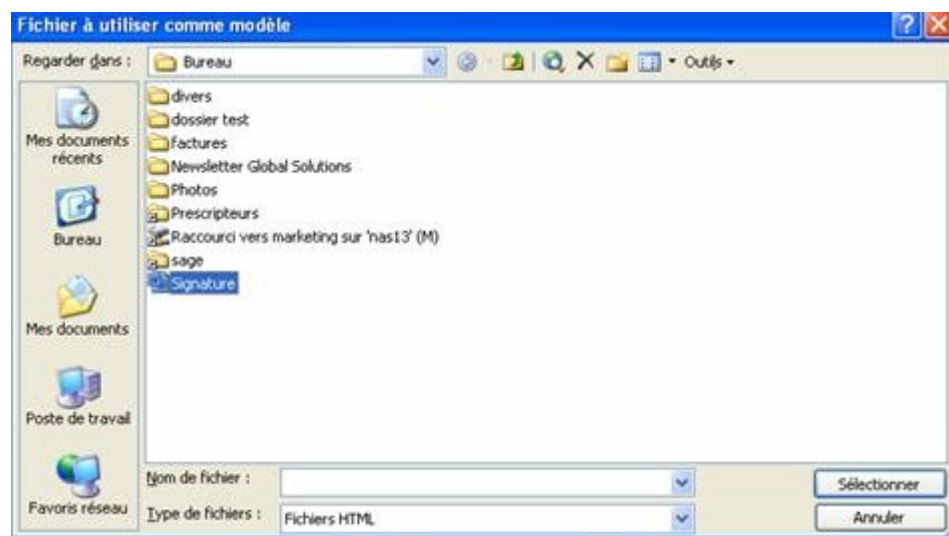 Fichier à utiliser comme modèle
Regarder dans :
Bureau
Outils
Mes documents
récents
Bureau
Mes documents
Poste de travail
Favoris réseau
divers
dossier test
factures
Newsletter Global Solutions
Photos
Prescripteurs
Raccourci vers marketing sur 'nas13' (M)
sage
Signature
Nom de fichier :
Sélectionner
Type de fichiers :
Fichiers HTML
Annuler